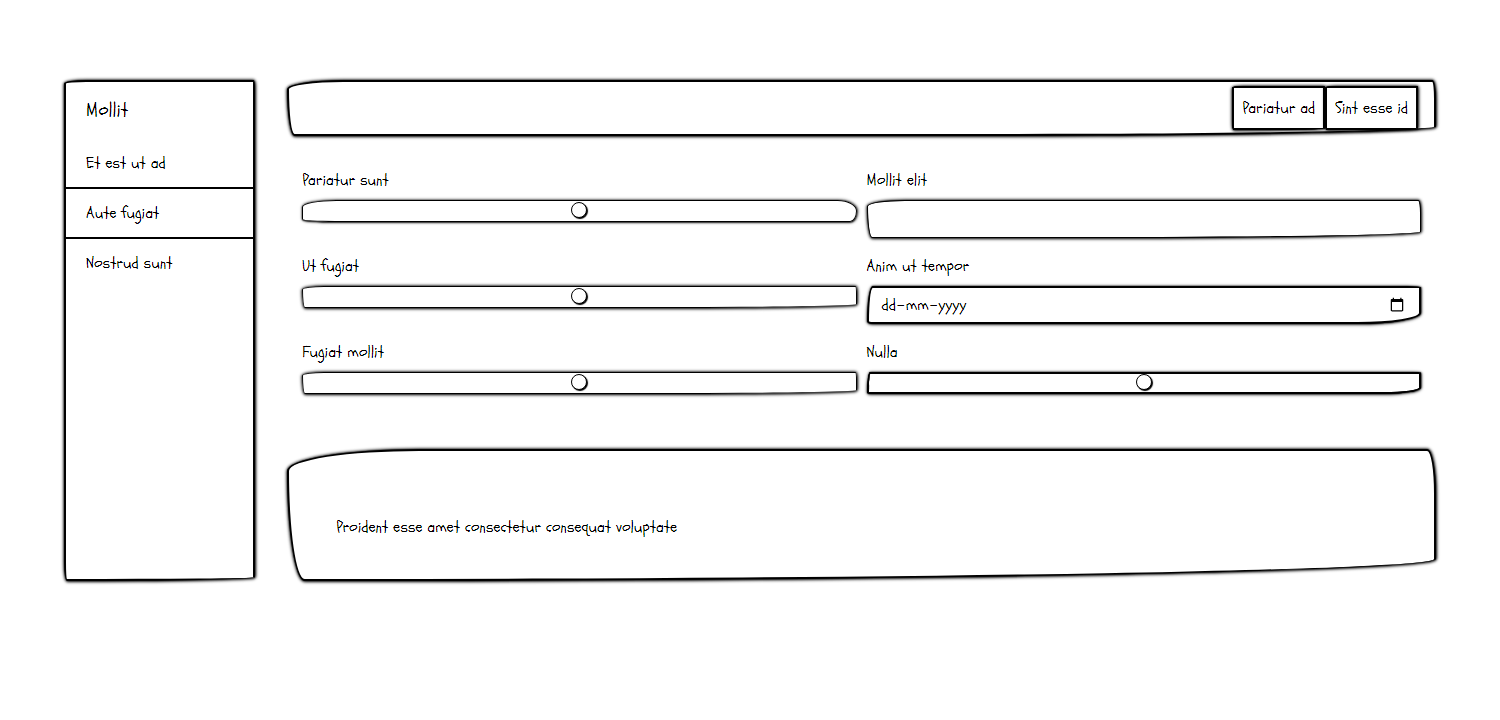 Mollit
Et est ut ad
Aute fugiat
Nostrud sunt
Pariatur ad
Sint esse id
Pariatur sunt
Mollit elit
Ut fugiat
Anim ut tempor
dd-mm-yyyy
Fugiat mollit
Nulla
Proident esse amet consectetur consequat voluptate